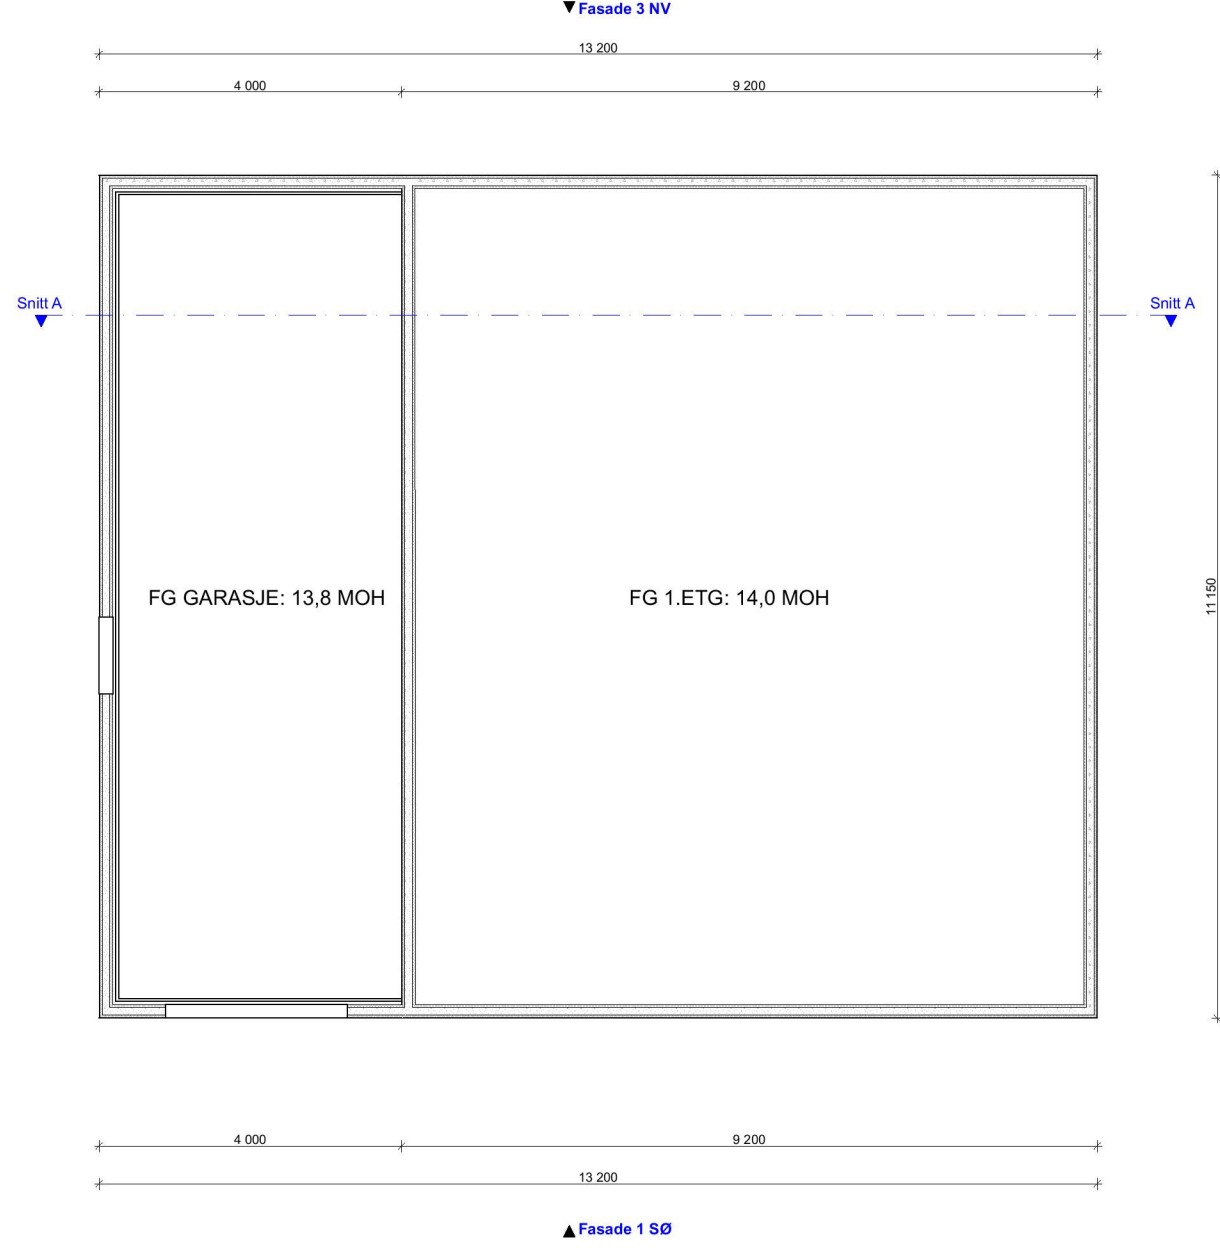 Fasade 3 NV
13 200
4 000
9 200
Snitt A
Snitt A
FG GARASJE: 13,8 MOH
FG 1.ETG: 14,0 MOH
11 150
4 000
9 200
13 200
Fasade 1 SØ